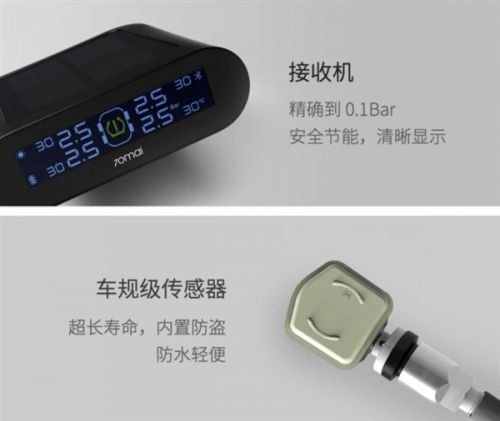 30 2.5 2.5 30
Bar
30 2.5 2.5 30℃
70mai
接收机
精确到 0.1Bar
安全节能，清晰显示
车规级传感器
超长寿命，内置防盗
防水轻便